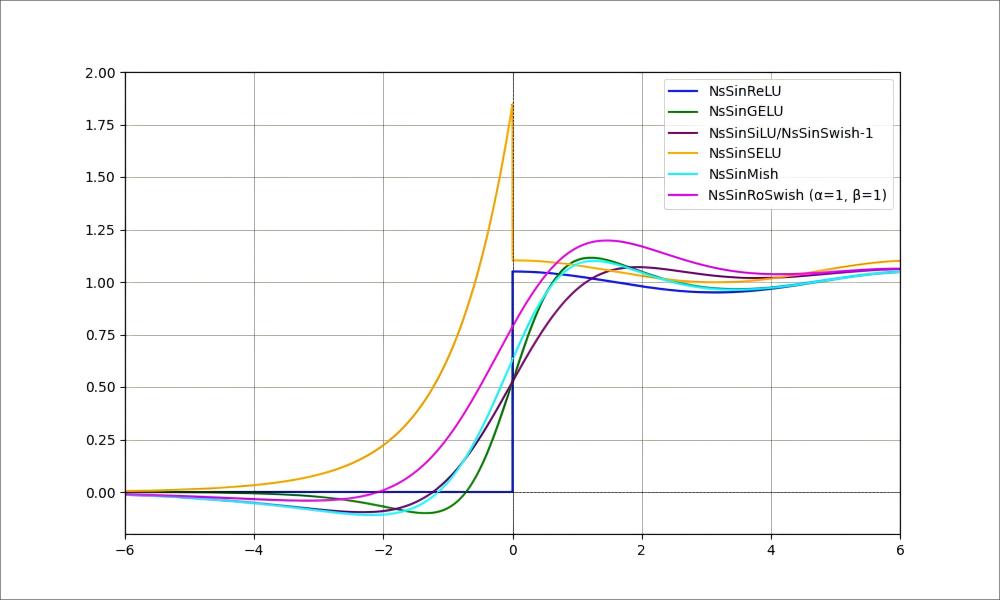 2.00
1.75
1.50
1.25
1.00
0.75
0.50
0.25
0.00
−6
−4
−2
0
2
4
6
NsSinReLU
NsSinGELU
NsSinSiLU/NsSinSwish-1
NsSinSELU
NsSinMish
NsSinRoSwish (α=1, β=1)